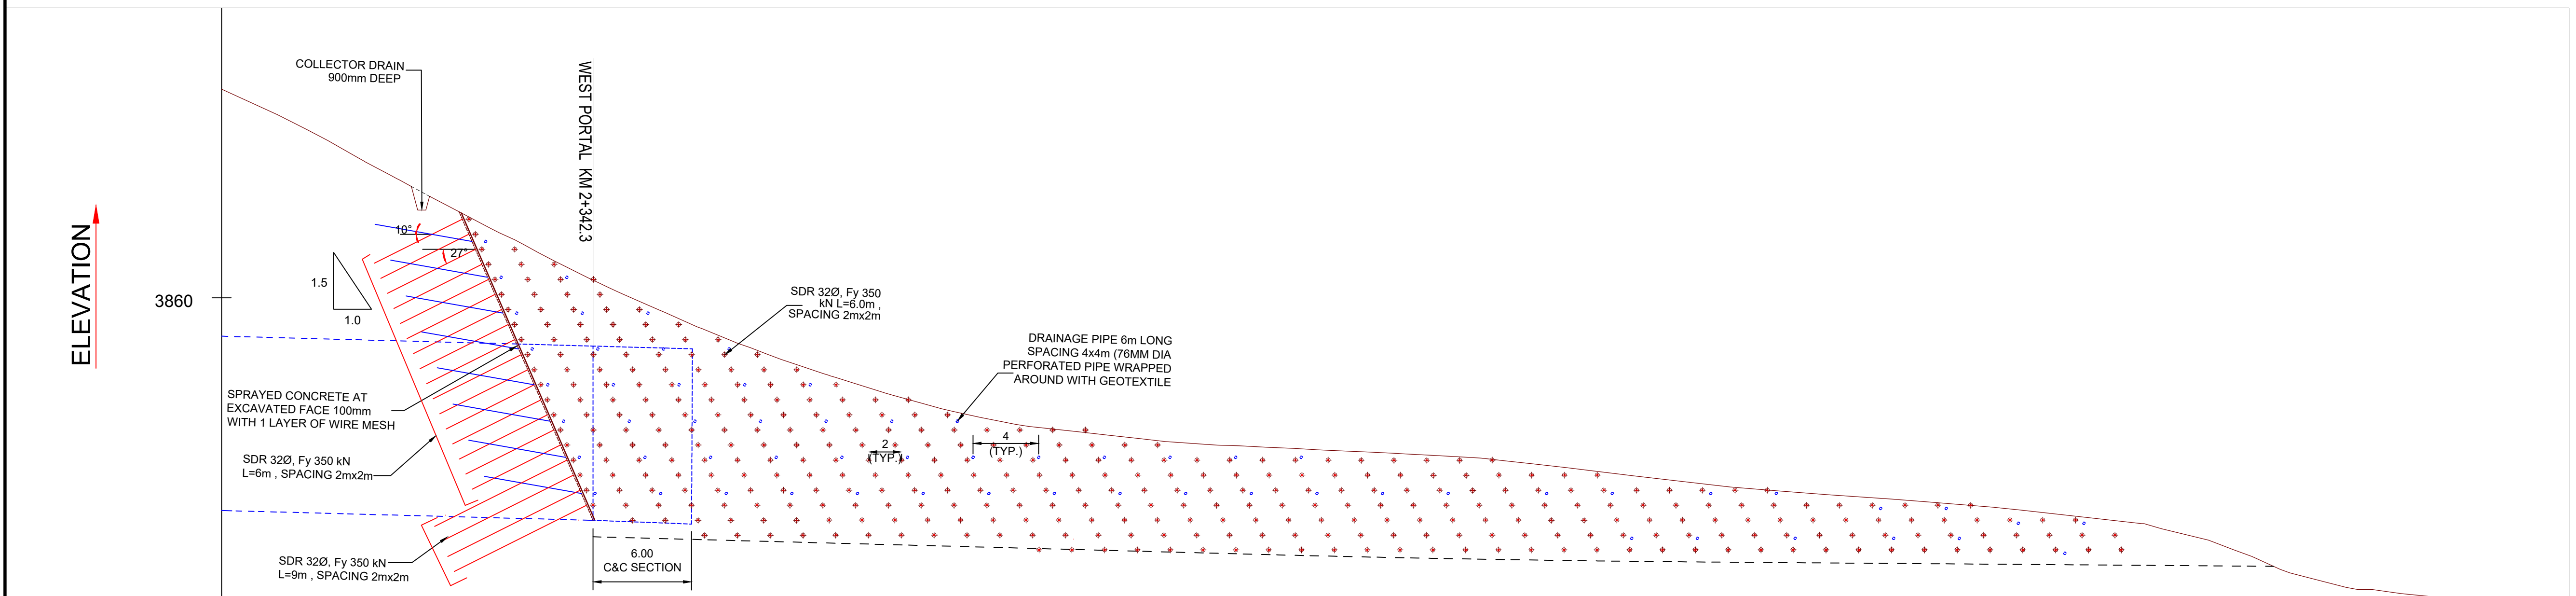 COLLECTOR DRAIN
900mm DEEP
WEST PORTAL KM 2+342.3
ELEVATION
3860
10°
27°
1.5
1.0
SDR 32Ø, Fy 350
kN L=6.0m ,
SPACING 2mx2m
DRAINAGE PIPE 6m LONG
SPACING 4x4m (76MM DIA
PERFORATED PIPE WRAPPED
AROUND WITH GEOTEXTILE
SPRAYED CONCRETE AT
EXCAVATED FACE 100mm
WITH 1 LAYER OF WIRE MESH
2
(TYP.)
4
(TYP.)
SDR 32Ø, Fy 350 kN
L=6m , SPACING 2mx2m
SDR 32Ø, Fy 350 kN
L=9m , SPACING 2mx2m
6.00
C&C SECTION